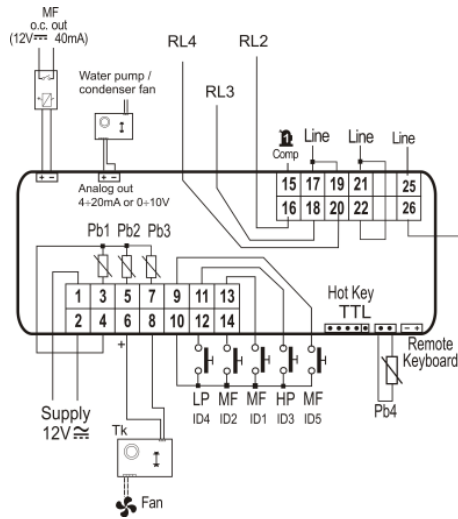 MF
o.c. out
(12V⎓ 40mA)
RL4
RL2
RL3
Water pump /
condenser fan
1
Comp
Line
Line
Line
Analog out
4÷20mA or 0÷10V
15 17 19 21 25
16 18 20 22 26
Pb1 Pb2 Pb3
1 3 5 7 9 11 13
2 4 6 8 10 12 14
Hot Key
TTL
Remote
Keyboard
Pb4
LP MF MF HP MF
ID4 ID2 ID1 ID3 ID5
Supply
12V
Tk
Fan